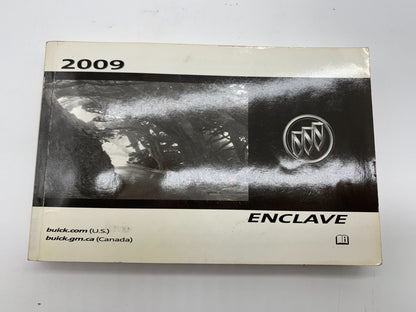 2009
ENCLAVE
buick.com (U.S.)
buick.gm.ca (Canada)